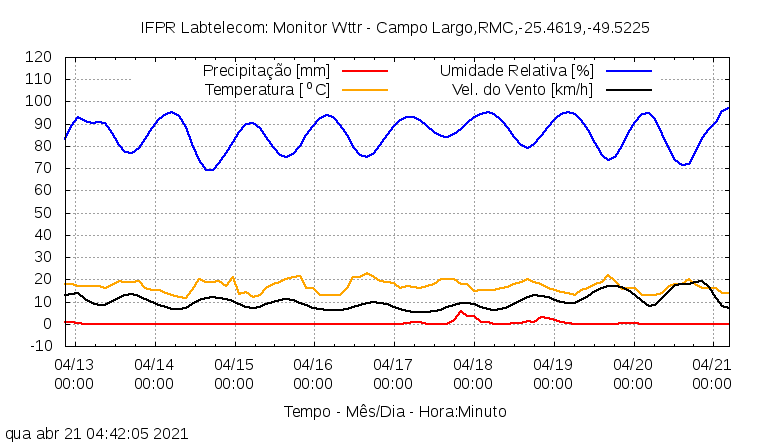 IFPR Labtelecom: Monitor Wttr - Campo Largo,RMC,-25.4619,-49.5225
120
110
100
90
80
70
60
50
40
30
20
10
0
-10
Precipitação [mm] Umidade Relativa [%]
Temperatura [⁰C] Vel. do Vento [km/h]
04/13 04/14 04/15 04/16 04/17 04/18 04/19 04/20 04/21
00:00 00:00 00:00 00:00 00:00 00:00 00:00 00:00 00:00
Tempo - Mês/Dia - Hora:Minuto
qua abr 21 04:42:05 2021